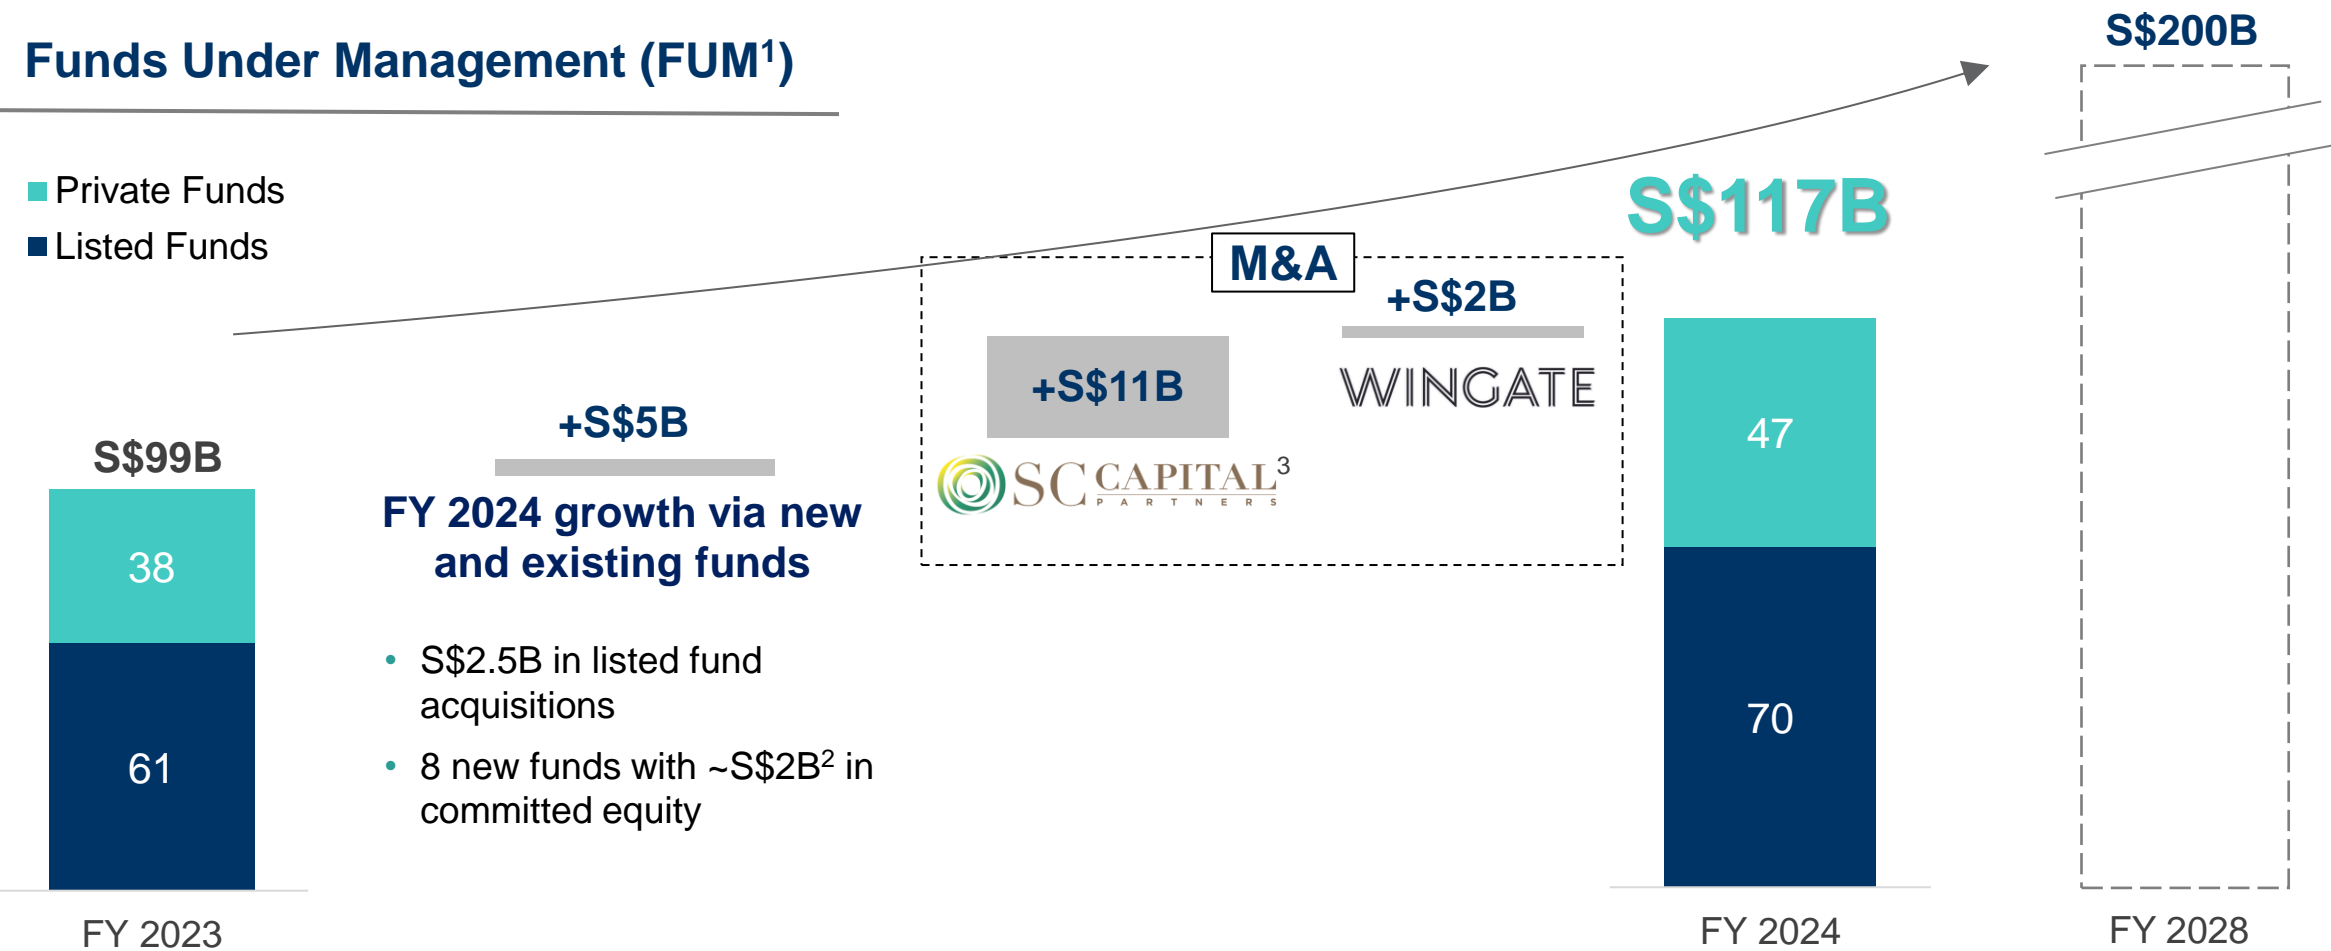 Funds Under Management (FUM¹)
Private Funds
Listed Funds
S$99B
38
61
FY 2023
+S$5B
FY 2024 growth via new
and existing funds
• S$2.5B in listed fund
acquisitions
• 8 new funds with ~S$2B² in
committed equity
M&A
+S$11B
SC CAPITAL³
PARTNERS
+S$2B
WINGATE
S$117B
47
70
FY 2024
S$200B
FY 2028